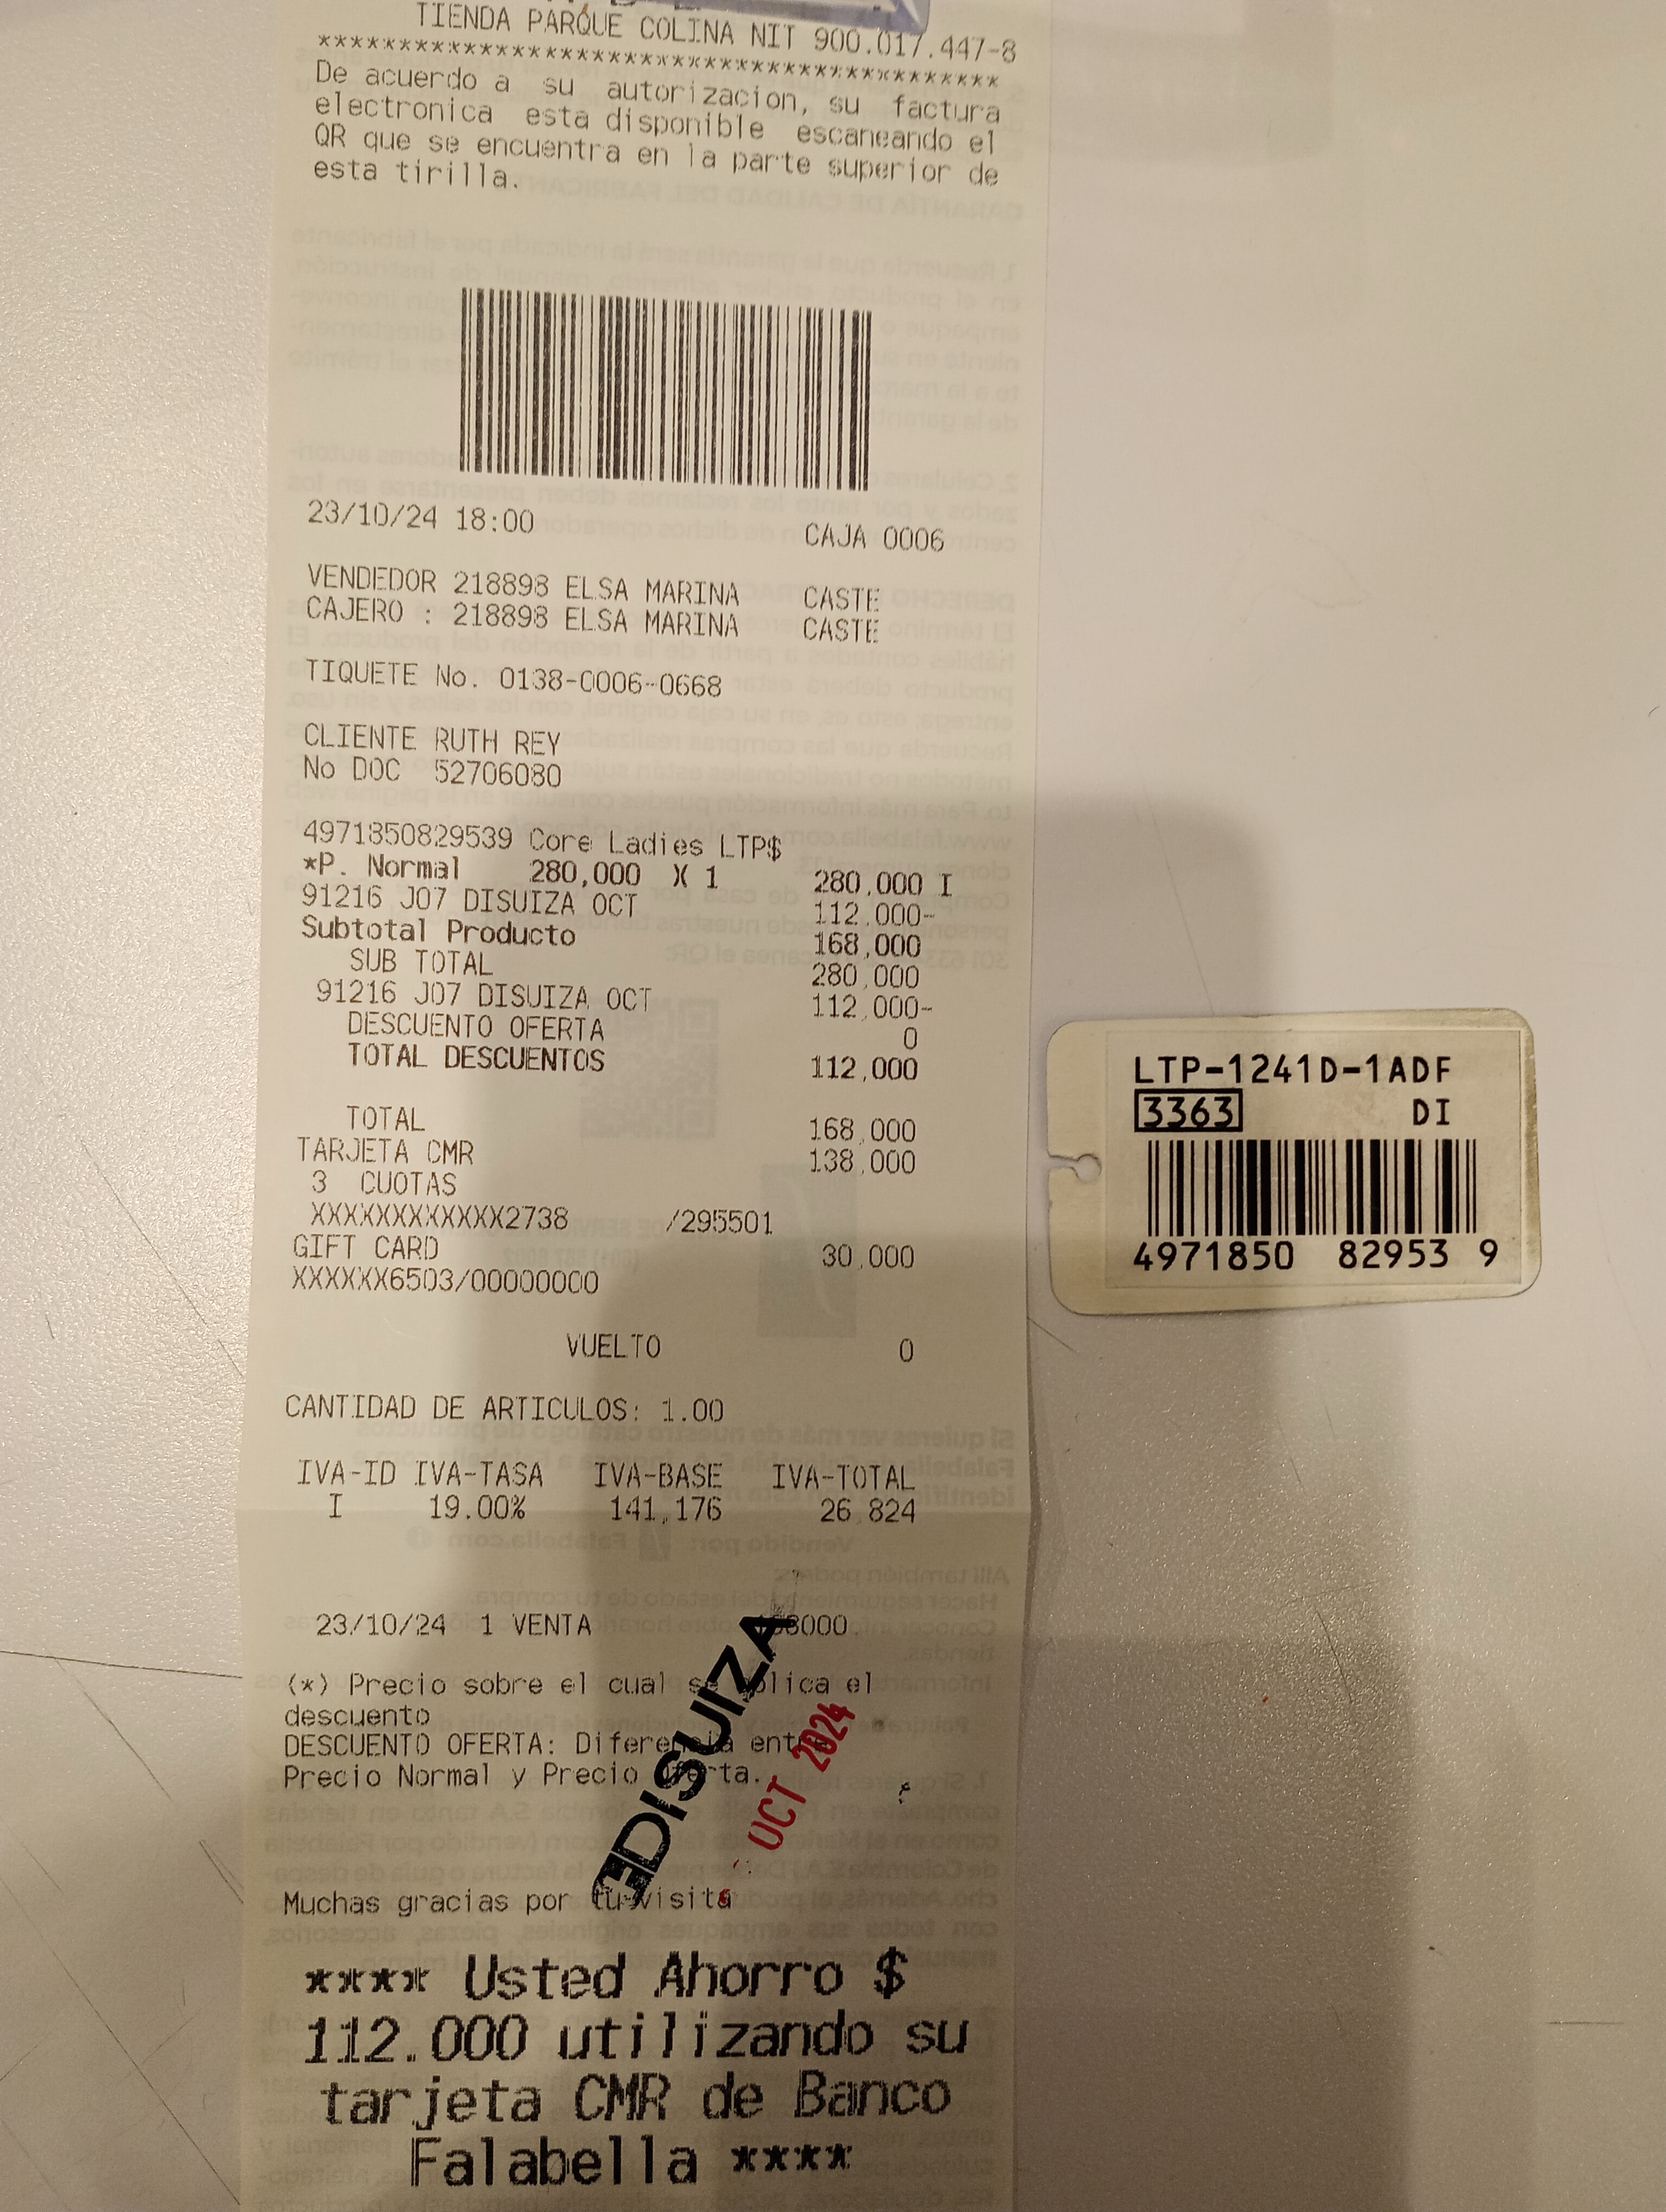 TIENDA PARQUE COLINA NIT 900.017.447-8
******************************************
De acuerdo a su autorizacion, su factura
electronica esta disponible escaneando el
QR que se encuentra en la parte superior de
esta tirilla.
23/10/24 18:00 CAJA 0006
VENDEDOR 218898 ELSA MARINA CASTE
CAJERO : 218898 ELSA MARINA CASTE
TIQUETE No. 0138-0006-0668
CLIENTE RUTH REY
No DOC 52706080
4971850829539 Core Ladies LTP$
*P. Normal 280,000 X 1 280,000 I
91216 J07 DISUIZA OCT 112,000-
Subtotal Producto 168,000
SUB TOTAL 280,000
91216 J07 DISUIZA OCT 112,000-
DESCUENTO OFERTA 0
TOTAL DESCUENTOS 112,000
TOTAL 168,000
TARJETA CMR 138,000
3 CUOTAS
XXXXXXXXXXXX2738 /295501
GIFT CARD 30,000
XXXXXX6503/00000000
VUELTO 0
CANTIDAD DE ARTICULOS: 1.00
IVA-ID IVA-TASA IVA-BASE IVA-TOTAL
I 19.00% 141,176 26,824
23/10/24 1 VENTA 168000
(*) Precio sobre el cual se aplica el
descuento
DESCUENTO OFERTA: Diferencia entre
Precio Normal y Precio Oferta.
DISUIZA
OCT 2024
Muchas gracias por tu visita
**** Usted Ahorro $
112.000 utilizando su
tarjeta CMR de Banco
Falabella ****
LTP-1241D-1ADF
3363 DI
4971850 82953 9